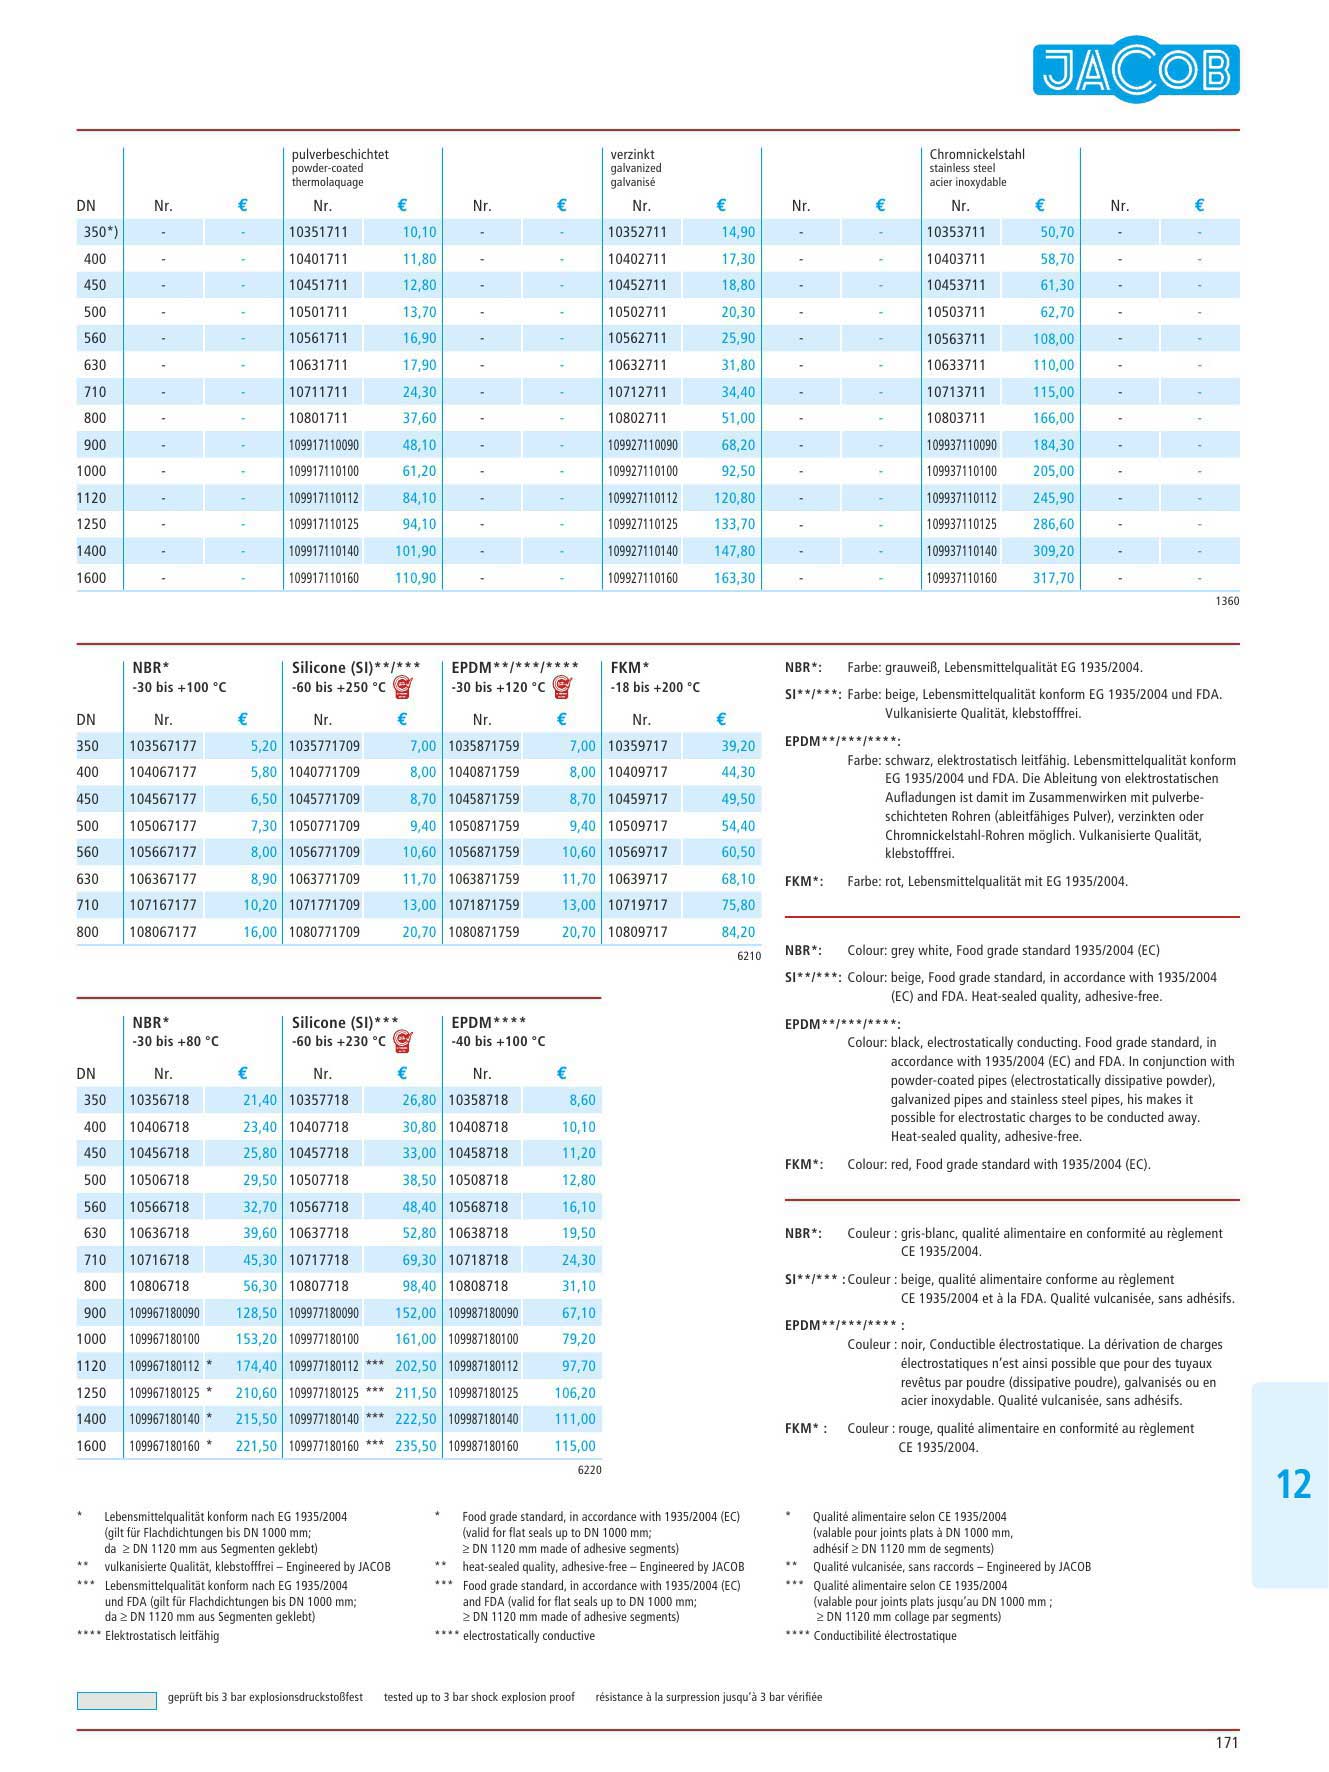 JACOB
pulverbeschichtet verzinkt Chromnickelstahl
powder-coated galvanized stainless steel
thermolaquage galvanisé acier inoxydable
DN Nr. € Nr. € Nr. € Nr. € Nr. € Nr. € Nr. €
350*) - - 10351711 10,10 - - 10352711 14,90 - - 10353711 50,70 - -
400 - - 10401711 11,80 - - 10402711 17,30 - - 10403711 58,70 - -
450 - - 10451711 12,80 - - 10452711 18,80 - - 10453711 61,30 - -
500 - - 10501711 13,70 - - 10502711 20,30 - - 10503711 62,70 - -
560 - - 10561711 16,90 - - 10562711 25,90 - - 10563711 108,00 - -
630 - - 10631711 17,90 - - 10632711 31,80 - - 10633711 110,00 - -
710 - - 10711711 24,30 - - 10712711 34,40 - - 10713711 115,00 - -
800 - - 10801711 37,60 - - 10802711 51,00 - - 10803711 166,00 - -
900 - - 109917110090 48,10 - - 109927110090 68,20 - - 109937110090 184,30 - -
1000 - - 109917110100 61,20 - - 109927110100 92,50 - - 109937110100 205,00 - -
1120 - - 109917110112 84,10 - - 109927110112 120,80 - - 109937110112 245,90 - -
1250 - - 109917110125 94,10 - - 109927110125 133,70 - - 109937110125 286,60 - -
1400 - - 109917110140 101,90 - - 109927110140 147,80 - - 109937110140 309,20 - -
1600 - - 109917110160 110,90 - - 109927110160 163,30 - - 109937110160 317,70 - -
1360
NBR* Silicone (SI)**/*** EPDM**/***/**** FKM*
-30 bis +100 °C -60 bis +250 °C -30 bis +120 °C -18 bis +200 °C
DN Nr. € Nr. € Nr. € Nr. €
350 103567177 5,20 1035771709 7,00 1035871759 7,00 10359717 39,20
400 104067177 5,80 1040771709 8,00 1040871759 8,00 10409717 44,30
450 104567177 6,50 1045771709 8,70 1045871759 8,70 10459717 49,50
500 105067177 7,30 1050771709 9,40 1050871759 9,40 10509717 54,40
560 105667177 8,00 1056771709 10,60 1056871759 10,60 10569717 60,50
630 106367177 8,90 1063771709 11,70 1063871759 11,70 10639717 68,10
710 107167177 10,20 1071771709 13,00 1071871759 13,00 10719717 75,80
800 108067177 16,00 1080771709 20,70 1080871759 20,70 10809717 84,20
6210
NBR* Silicone (SI)*** EPDM****
-30 bis +80 °C -60 bis +230 °C -40 bis +100 °C
DN Nr. € Nr. € Nr. €
350 10356718 21,40 10357718 26,80 10358718 8,60
400 10406718 23,40 10407718 30,80 10408718 10,10
450 10456718 25,80 10457718 33,00 10458718 11,20
500 10506718 29,50 10507718 38,50 10508718 12,80
560 10566718 32,70 10567718 48,40 10568718 16,10
630 10636718 39,60 10637718 52,80 10638718 19,50
710 10716718 45,30 10717718 69,30 10718718 24,30
800 10806718 56,30 10807718 98,40 10808718 31,10
900 109967180090 128,50 109977180090 152,00 109987180090 67,10
1000 109967180100 153,20 109977180100 161,00 109987180100 79,20
1120 109967180112 * 174,40 109977180112 *** 202,50 109987180112 97,70
1250 109967180125 * 210,60 109977180125 *** 211,50 109987180125 106,20
1400 109967180140 * 215,50 109977180140 *** 222,50 109987180140 111,00
1600 109967180160 * 221,50 109977180160 *** 235,50 109987180160 115,00
6220
NBR*: Farbe: grauweiß, Lebensmittelqualität EG 1935/2004.
SI**/***: Farbe: beige, Lebensmittelqualität konform EG 1935/2004 und FDA.
Vulkanisierte Qualität, klebstofffrei.
EPDM**/***/****:
Farbe: schwarz, elektrostatisch leitfähig. Lebensmittelqualität konform
EG 1935/2004 und FDA. Die Ableitung von elektrostatischen
Aufladungen ist damit im Zusammenwirken mit pulverbe-
schichteten Rohren (ableitfähiges Pulver), verzinkten oder
Chromnickelstahl-Rohren möglich. Vulkanisierte Qualität,
klebstofffrei.
FKM*: Farbe: rot, Lebensmittelqualität mit EG 1935/2004.
NBR*: Colour: grey white, Food grade standard 1935/2004 (EC)
SI**/***: Colour: beige, Food grade standard, in accordance with 1935/2004
(EC) and FDA. Heat-sealed quality, adhesive-free.
EPDM**/***/****:
Colour: black, electrostatically conducting. Food grade standard, in
accordance with 1935/2004 (EC) and FDA. In conjunction with
powder-coated pipes (electrostatically dissipative powder),
galvanized pipes and stainless steel pipes, his makes it
possible for electrostatic charges to be conducted away.
Heat-sealed quality, adhesive-free.
FKM*: Colour: red, Food grade standard with 1935/2004 (EC).
NBR*: Couleur : gris-blanc, qualité alimentaire en conformité au règlement
CE 1935/2004.
SI**/*** : Couleur : beige, qualité alimentaire conforme au règlement
CE 1935/2004 et à la FDA. Qualité vulcanisée, sans adhésifs.
EPDM**/***/**** :
Couleur : noir, Conductible électrostatique. La dérivation de charges
électrostatiques n’est ainsi possible que pour des tuyaux
revêtus par poudre (dissipative poudre), galvanisés ou en
acier inoxydable. Qualité vulcanisée, sans adhésifs.
FKM* : Couleur : rouge, qualité alimentaire en conformité au règlement
CE 1935/2004.
12
* Lebensmittelqualität konform nach EG 1935/2004
(gilt für Flachdichtungen bis DN 1000 mm;
da ≥ DN 1120 mm aus Segmenten geklebt)
** vulkanisierte Qualität, klebstofffrei – Engineered by JACOB
*** Lebensmittelqualität konform nach EG 1935/2004
und FDA (gilt für Flachdichtungen bis DN 1000 mm;
da ≥ DN 1120 mm aus Segmenten geklebt)
**** Elektrostatisch leitfähig
* Food grade standard, in accordance with 1935/2004 (EC)
(valid for flat seals up to DN 1000 mm;
≥ DN 1120 mm made of adhesive segments)
** heat-sealed quality, adhesive-free – Engineered by JACOB
*** Food grade standard, in accordance with 1935/2004 (EC)
and FDA (valid for flat seals up to DN 1000 mm;
≥ DN 1120 mm made of adhesive segments)
**** electrostatically conductive
* Qualité alimentaire selon CE 1935/2004
(valable pour joints plats à DN 1000 mm,
adhésif ≥ DN 1120 mm de segments)
** Qualité vulcanisée, sans raccords – Engineered by JACOB
*** Qualité alimentaire selon CE 1935/2004
(valable pour joints plats jusqu’au DN 1000 mm ;
≥ DN 1120 mm collage par segments)
**** Conductibilité électrostatique
geprüft bis 3 bar explosionsdruckstoßfest tested up to 3 bar shock explosion proof résistance à la surpression jusqu’à 3 bar vérifiée
171